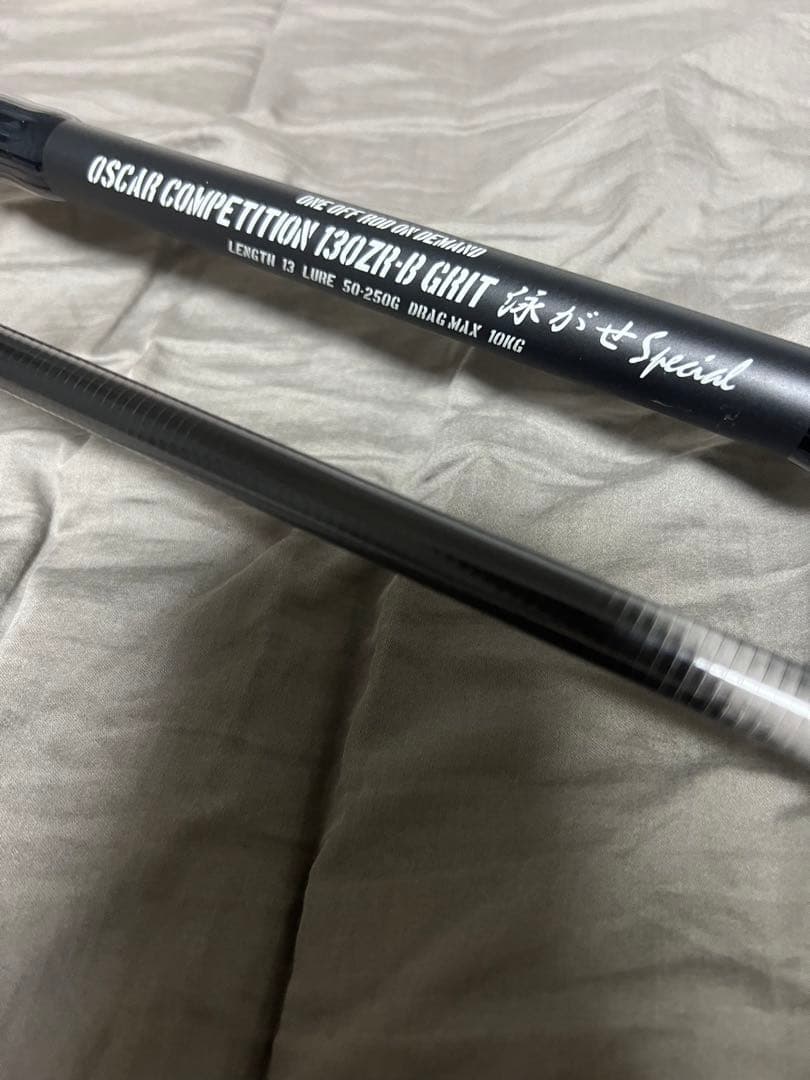 ONE OFF ROD ON DEMAND
OSCAR COMPETITION 130ZR-B GRIT 泳がせ Special
LENGTH 13 LURE 50-250G DRAG MAX 10KG